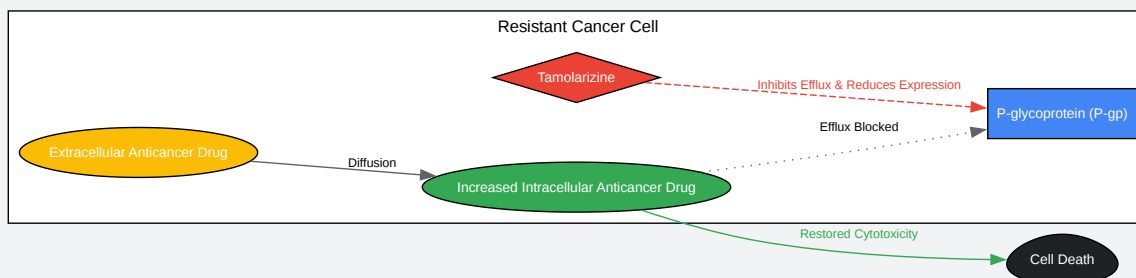 Resistant Cancer Cell
Tamolarizine
Inhibits Efflux & Reduces Expression
P-glycoprotein (P-gp)
Efflux Blocked
Extracellular Anticancer Drug
Diffusion
Increased Intracellular Anticancer Drug
Restored Cytotoxicity
Cell Death